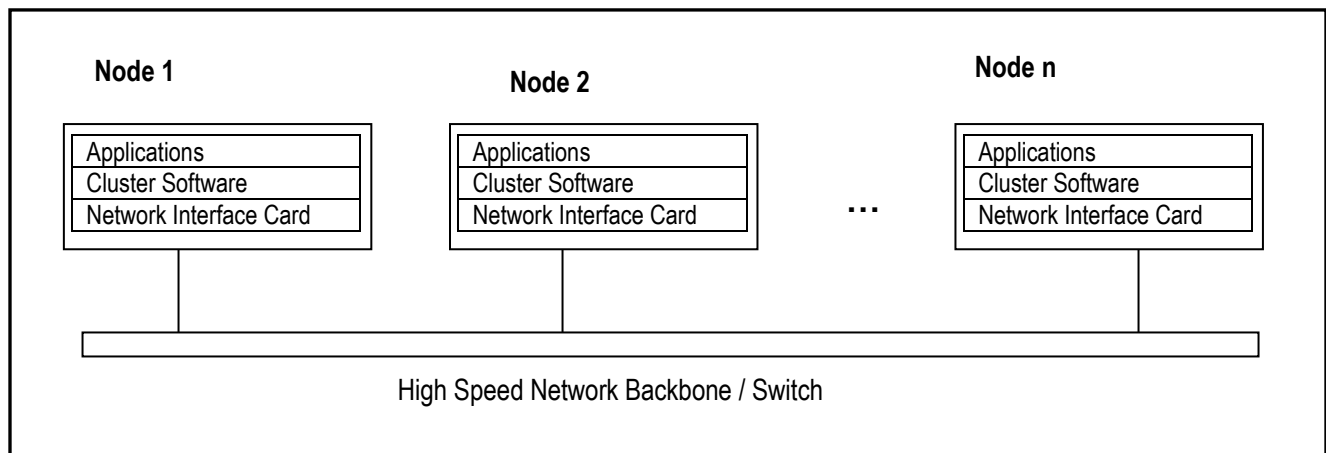 Node 1
Node 2
Node n
Applications
Cluster Software
Network Interface Card
Applications
Cluster Software
Network Interface Card
...
Applications
Cluster Software
Network Interface Card
High Speed Network Backbone / Switch